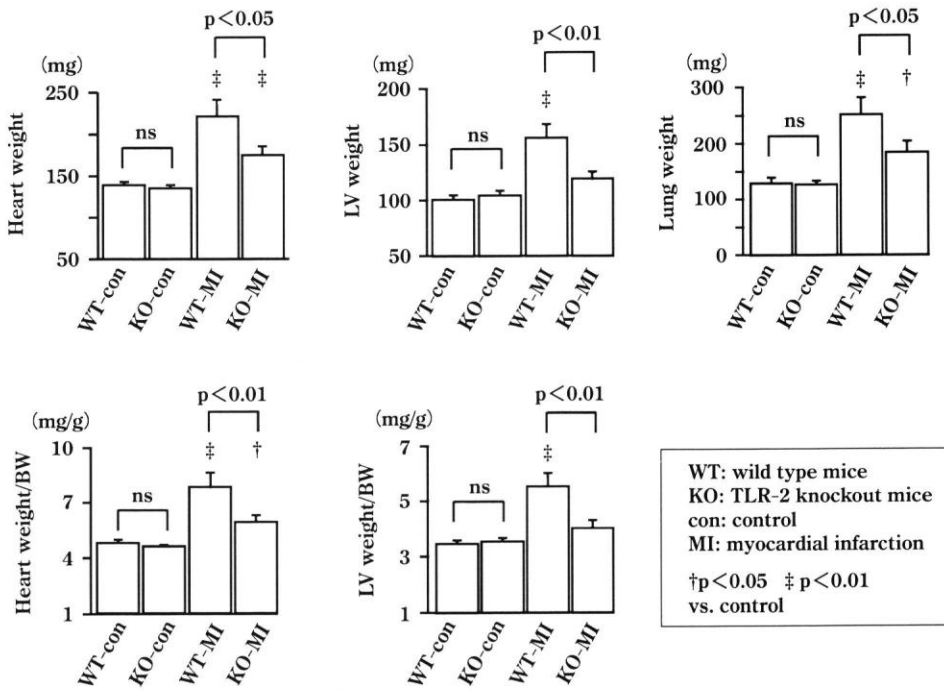 p＜0.05
(mg)
‡ ‡
250
ns
150
50
Heart weight
WT-con
KO-con
WT-MI
KO-MI
p＜0.01
(mg)
200
‡
150
ns
100
50
LV weight
WT-con
KO-con
WT-MI
KO-MI
p＜0.05
(mg)
‡ †
300
200
ns
100
0
Lung weight
WT-con
KO-con
WT-MI
KO-MI
p＜0.01
(mg/g)
‡ †
10
7
ns
4
1
Heart weight/BW
WT-con
KO-con
WT-MI
KO-MI
p＜0.01
(mg/g)
7
‡
5
ns
3
1
LV weight/BW
WT-con
KO-con
WT-MI
KO-MI
WT: wild type mice
KO: TLR-2 knockout mice
con: control
MI: myocardial infarction
†p＜0.05 ‡ p＜0.01
vs. control